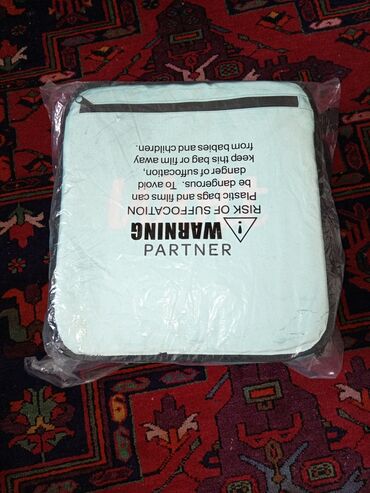 PARTNER
WARNING
RISK OF SUFFOCATION
Plastic bags and films can
be dangerous. To avoid
danger of suffocation,
keep this bag or film away
from babies and children.